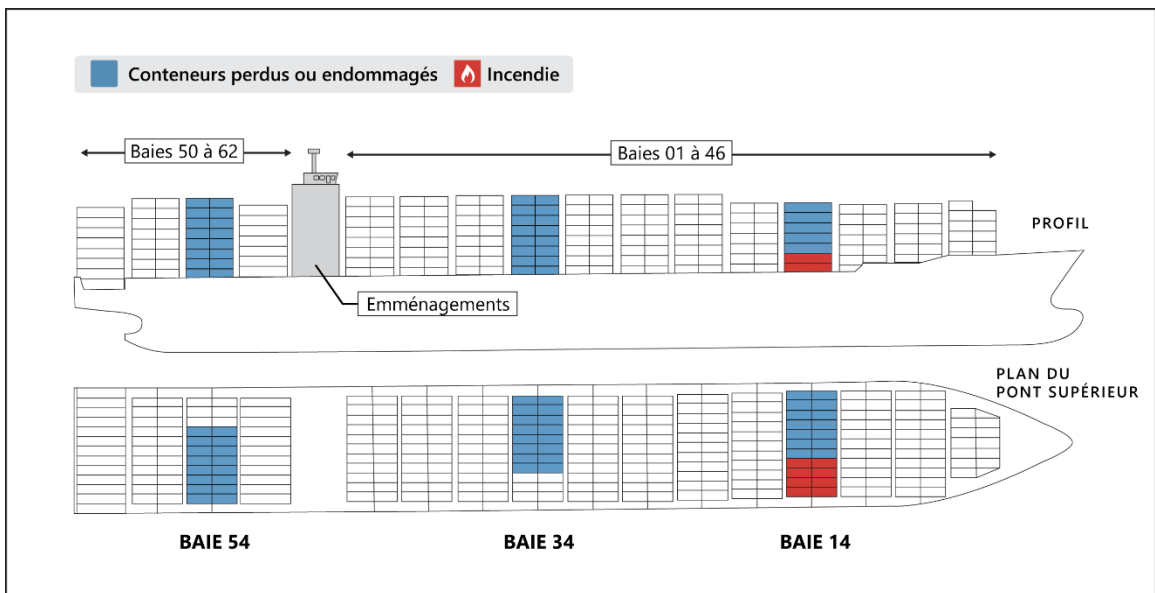 Conteneurs perdus ou endommagés
Incendie
Baies 50 à 62
Baies 01 à 46
PROFIL
Emménagements
PLAN DU
PONT SUPÉRIEUR
BAIE 54
BAIE 34
BAIE 14